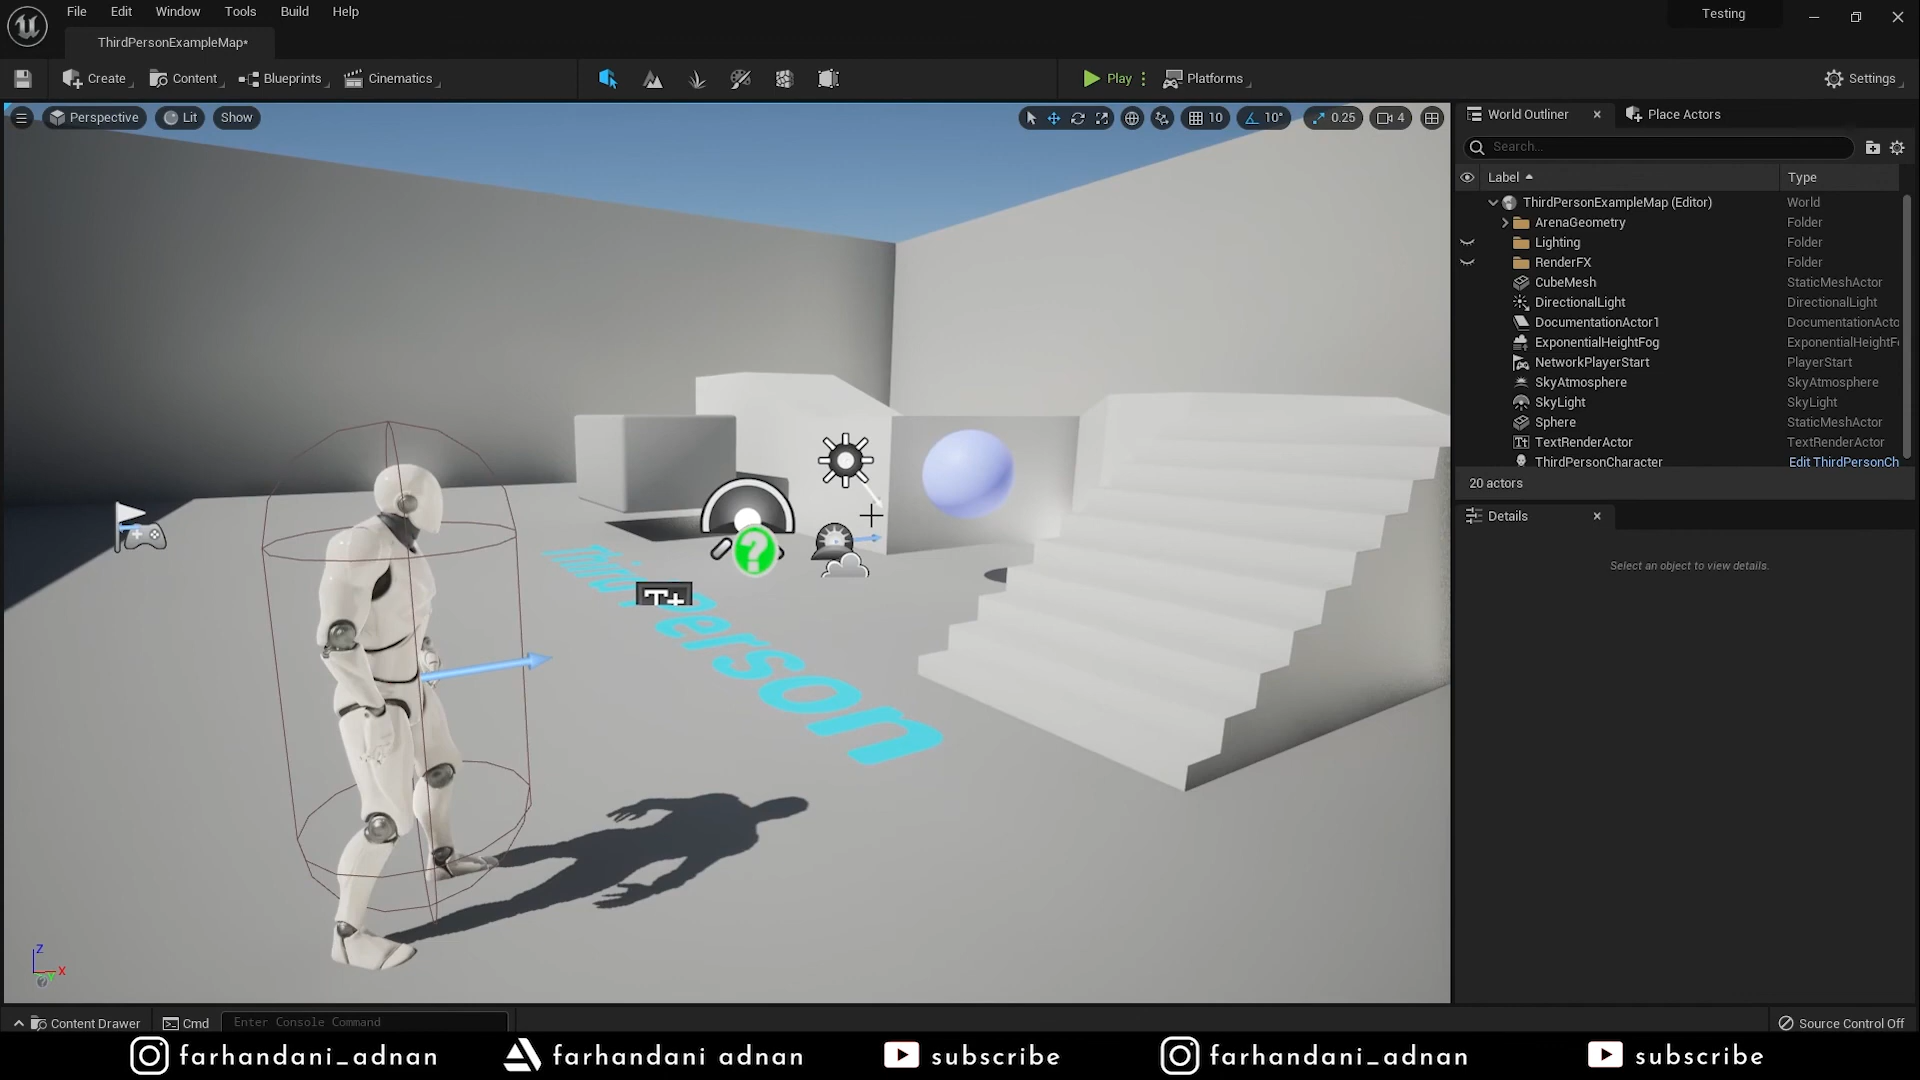 File Edit Window Tools Build Help
Testing
ThirdPersonExampleMap*
Create Content Blueprints Cinematics
Play Platforms
Settings
Perspective Lit Show
10 10° 0.25 4
World Outliner
Place Actors
Search...
Label Type
ThirdPersonExampleMap (Editor) World
ArenaGeometry Folder
Lighting Folder
RenderFX Folder
CubeMesh StaticMeshActor
DirectionalLight DirectionalLight
DocumentationActor1 DocumentationActo
ExponentialHeightFog ExponentialHeightF
NetworkPlayerStart PlayerStart
SkyAtmosphere SkyAtmosphere
SkyLight SkyLight
Sphere StaticMeshActor
TextRenderActor TextRenderActor
ThirdPersonCharacter Edit ThirdPersonCh
20 actors
Details
Select an object to view details.
Third Person
T+
Z
X
Y
Content Drawer Cmd Enter Console Command
Source Control Off
farhandani_adnan farhandani adnan subscribe farhandani_adnan subscribe